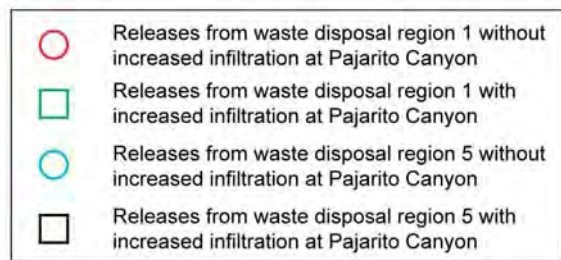 Releases from waste disposal region 1 without
increased infiltration at Pajarito Canyon
Releases from waste disposal region 1 with
increased infiltration at Pajarito Canyon
Releases from waste disposal region 5 without
increased infiltration at Pajarito Canyon
Releases from waste disposal region 5 with
increased infiltration at Pajarito Canyon